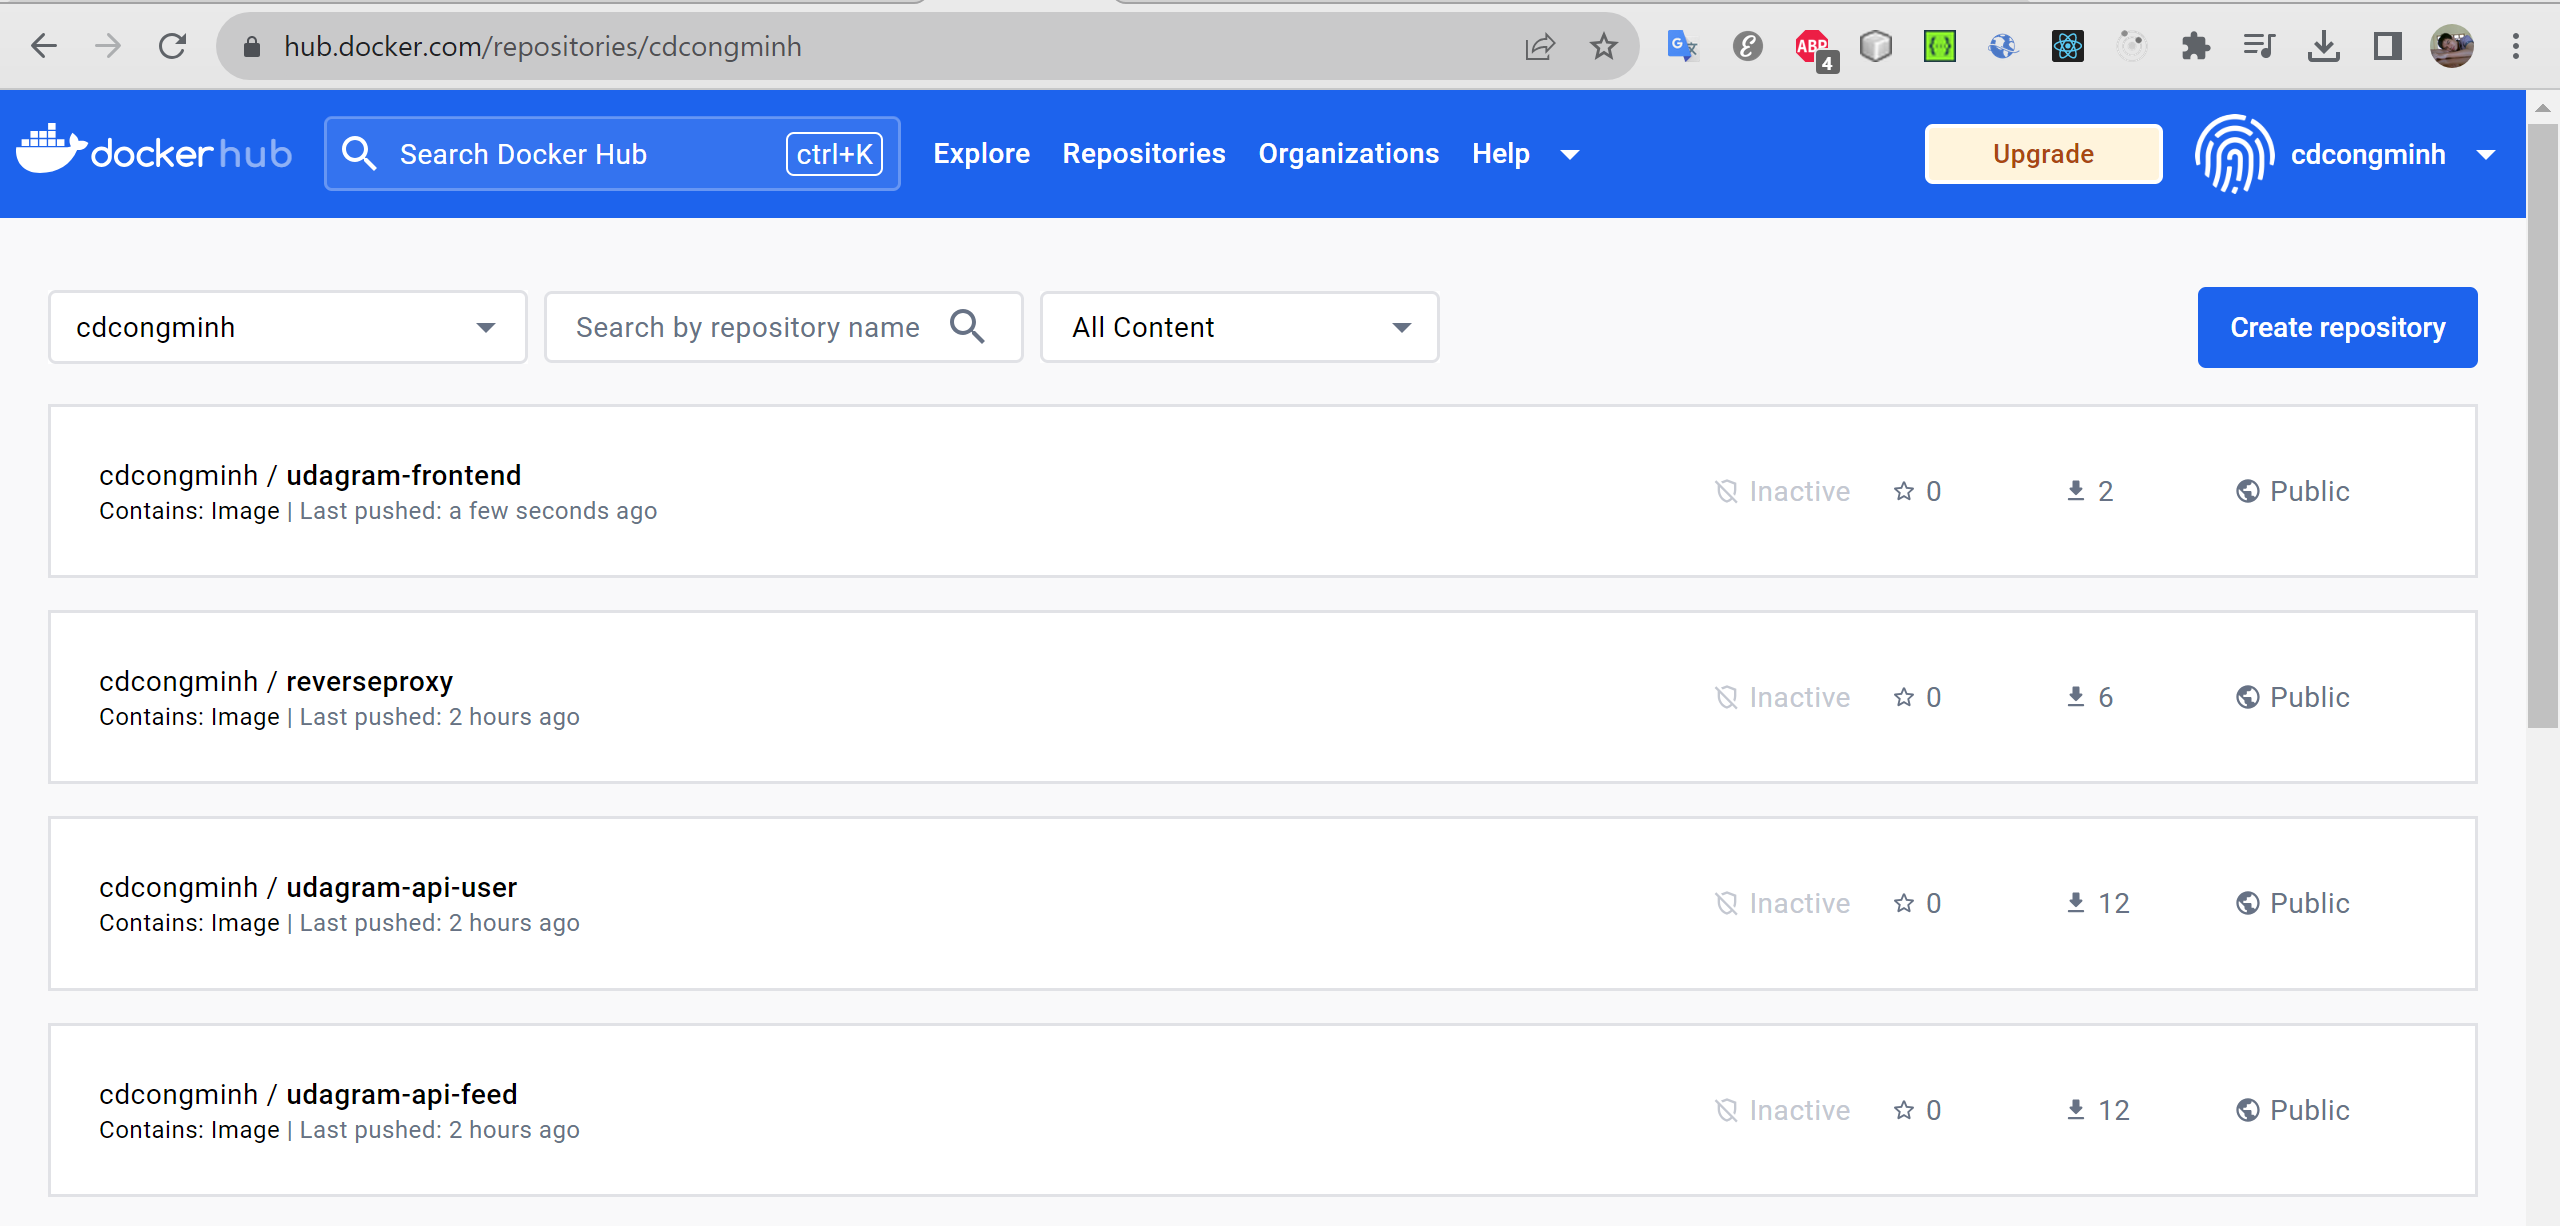 hub.docker.com/repositories/cdcongminh
ABP 4
dockerhub Search Docker Hub ctrl+K Explore Repositories Organizations Help Upgrade cdcongminh
cdcongminh Search by repository name All Content Create repository
cdcongminh / udagram-frontend
Contains: Image | Last pushed: a few seconds ago
Inactive 0 2 Public
cdcongminh / reverseproxy
Contains: Image | Last pushed: 2 hours ago
Inactive 0 6 Public
cdcongminh / udagram-api-user
Contains: Image | Last pushed: 2 hours ago
Inactive 0 12 Public
cdcongminh / udagram-api-feed
Contains: Image | Last pushed: 2 hours ago
Inactive 0 12 Public